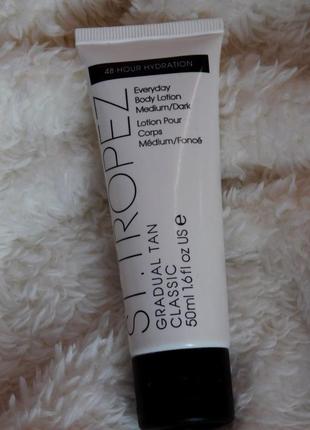 48 HOUR HYDRATION
Everyday
Body Lotion
Medium/Dark
Lotion Pour
Corps
Médium/Foncé
ST.TROPEZ
GRADUAL TAN
CLASSIC
50ml 1.6fl oz US e